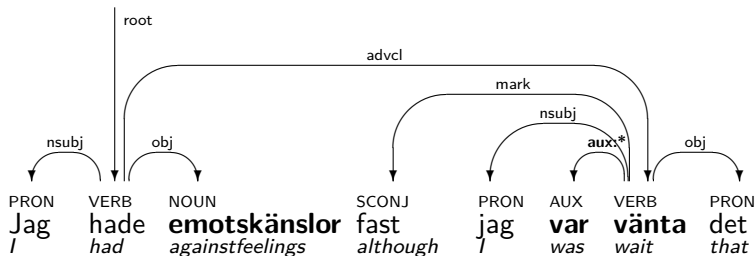 root
advcl
mark
nsubj
nsubj obj aux:* obj
PRON VERB NOUN SCONJ PRON AUX VERB PRON
Jag hade emotskänslor fast jag var vänta det
I had againstfeelings although I was wait that